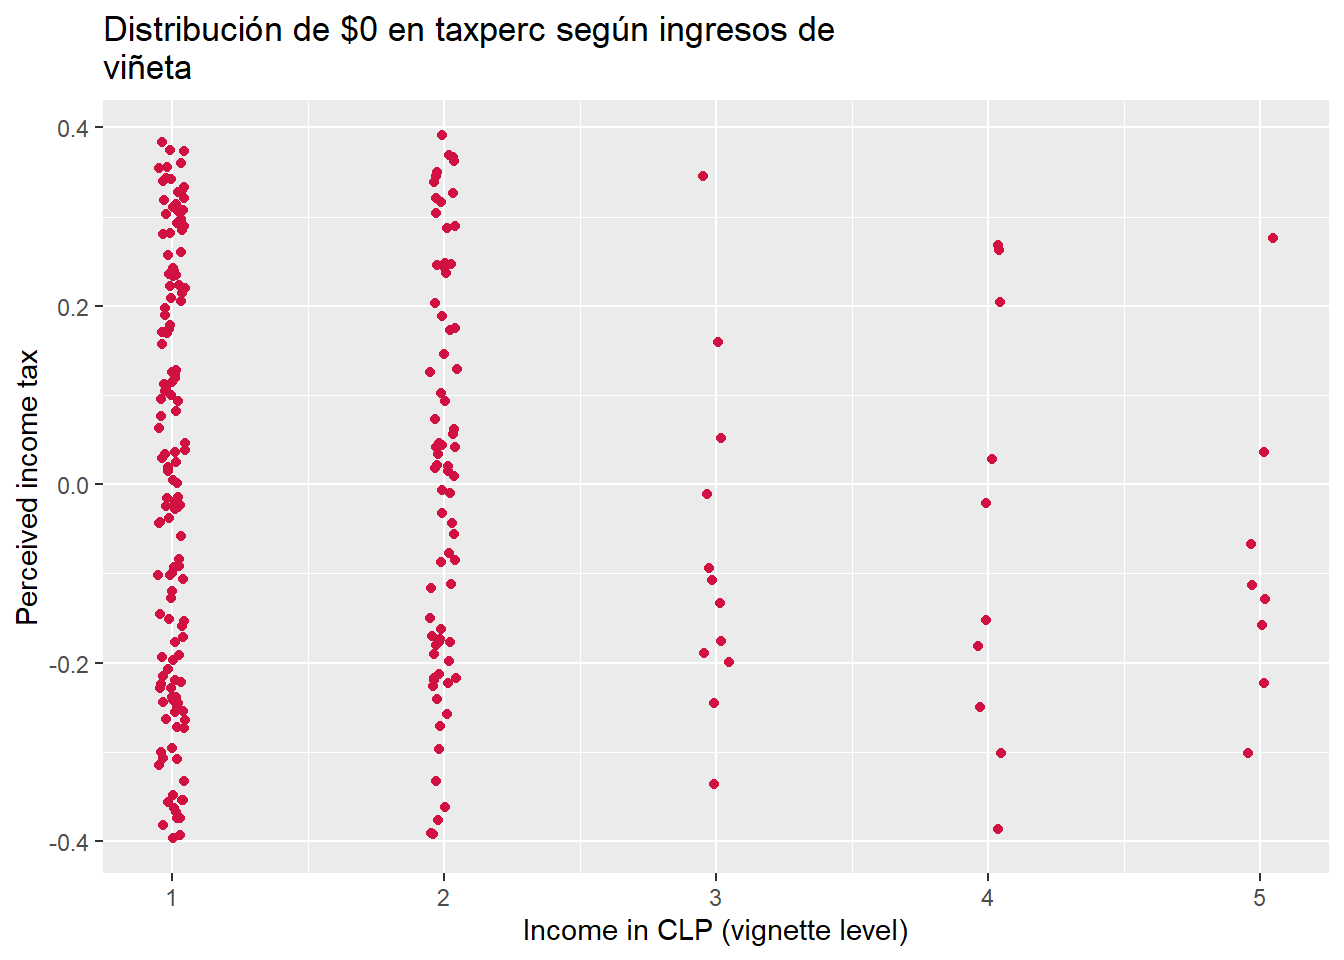 Distribución de $0 en taxperc según ingresos de
viñeta
Perceived income tax
0.4
0.2
0.0
-0.2
-0.4
1 2 3 4 5
Income in CLP (vignette level)